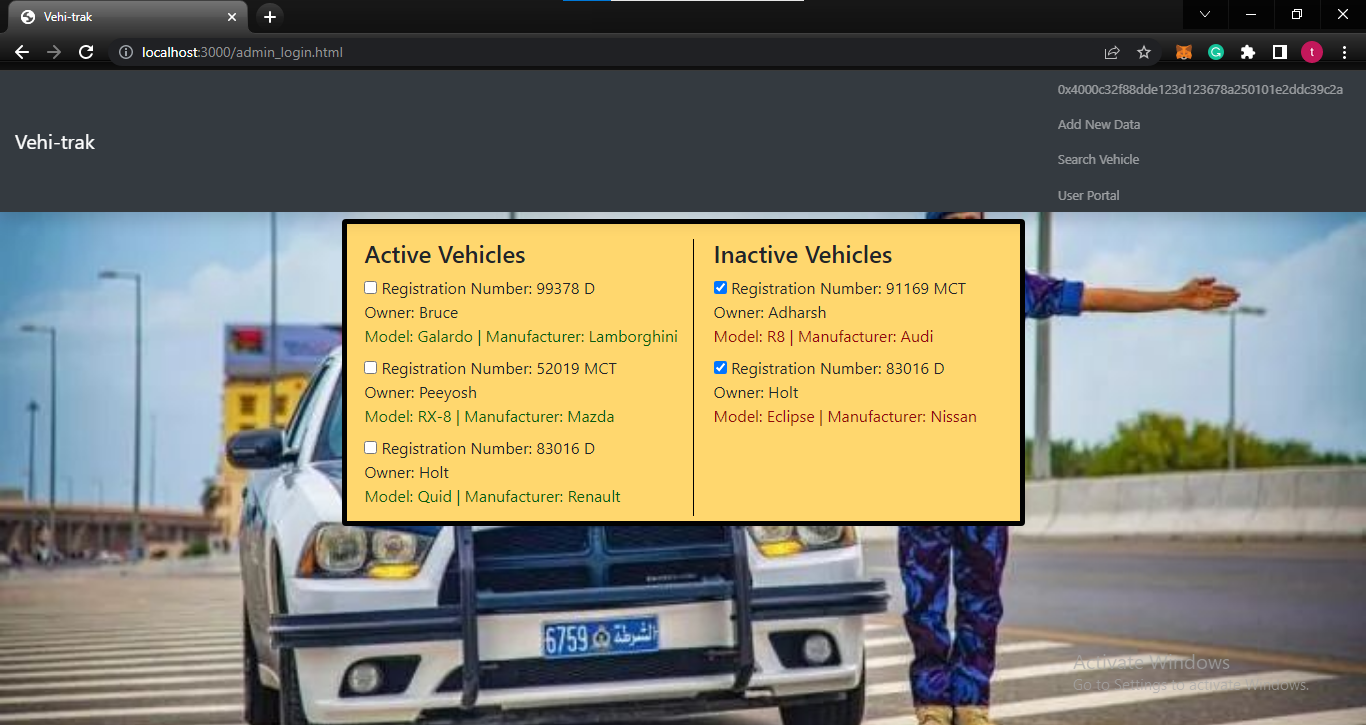 Vehi-trak
localhost:3000/admin_login.html
t
0x4000c32f88dde123d123678a250101e2ddc39c2a
Add New Data
Vehi-trak
Search Vehicle
User Portal
Active Vehicles
Registration Number: 99378 D
Owner: Bruce
Model: Galardo | Manufacturer: Lamborghini
Registration Number: 52019 MCT
Owner: Peeyosh
Model: RX-8 | Manufacturer: Mazda
Registration Number: 83016 D
Owner: Holt
Model: Quid | Manufacturer: Renault
Inactive Vehicles
Registration Number: 91169 MCT
Owner: Adharsh
Model: R8 | Manufacturer: Audi
Registration Number: 83016 D
Owner: Holt
Model: Eclipse | Manufacturer: Nissan
6759 الشرطة
Activate Windows
Go to Settings to activate Windows.